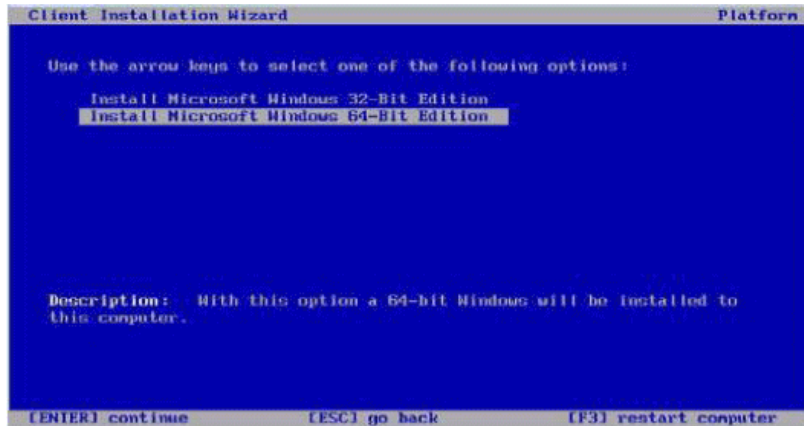 Client Installation Wizard Platform
Use the arrow keys to select one of the following options:
Install Microsoft Windows 32-Bit Edition
Install Microsoft Windows 64-Bit Edition
Description: With this option a 64-bit Windows will be installed to
this computer.
[ENTER] continue [ESC] go back [F3] restart computer